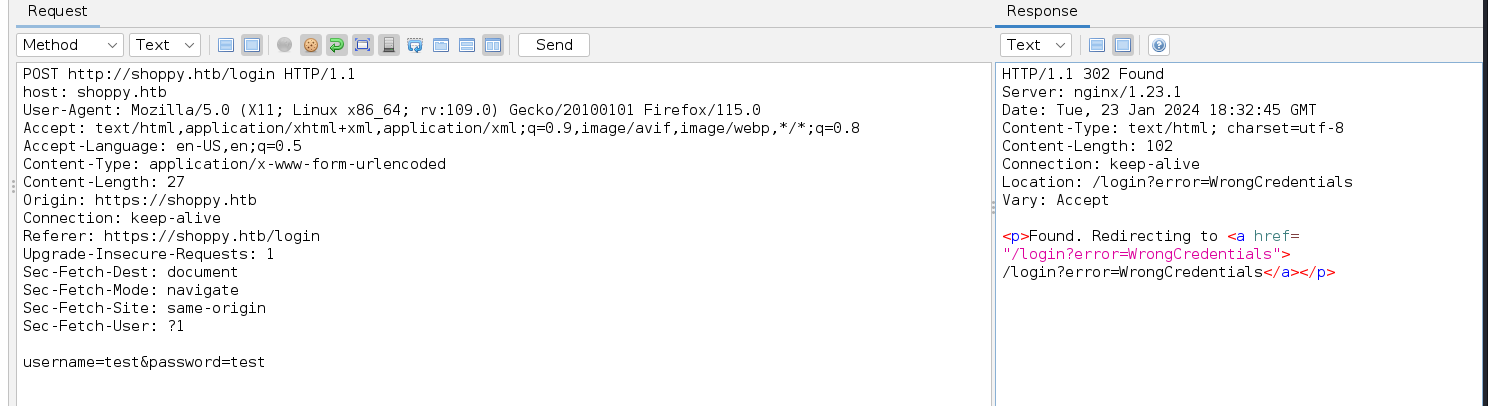 Request
Response
Method Text Send
Text
POST http://shoppy.htb/login HTTP/1.1
host: shoppy.htb
User-Agent: Mozilla/5.0 (X11; Linux x86_64; rv:109.0) Gecko/20100101 Firefox/115.0
Accept: text/html,application/xhtml+xml,application/xml;q=0.9,image/avif,image/webp,*/*;q=0.8
Accept-Language: en-US,en;q=0.5
Content-Type: application/x-www-form-urlencoded
Content-Length: 27
Origin: https://shoppy.htb
Connection: keep-alive
Referer: https://shoppy.htb/login
Upgrade-Insecure-Requests: 1
Sec-Fetch-Dest: document
Sec-Fetch-Mode: navigate
Sec-Fetch-Site: same-origin
Sec-Fetch-User: ?1
username=test&password=test
HTTP/1.1 302 Found
Server: nginx/1.23.1
Date: Tue, 23 Jan 2024 18:32:45 GMT
Content-Type: text/html; charset=utf-8
Content-Length: 102
Connection: keep-alive
Location: /login?error=WrongCredentials
Vary: Accept
<p>Found. Redirecting to <a href=
"/login?error=WrongCredentials">
/login?error=WrongCredentials</a></p>